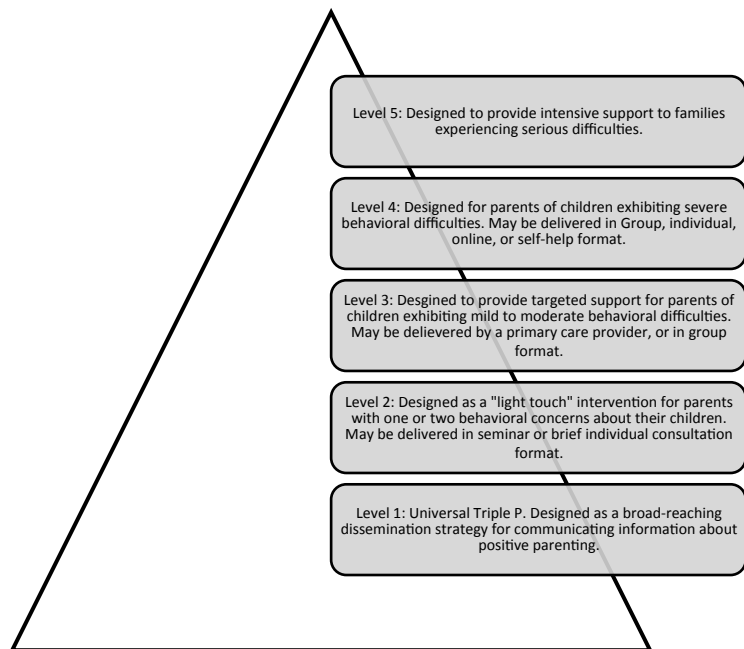 Level 5: Designed to provide intensive support to families
experiencing serious difficulties.
Level 4: Designed for parents of children exhibiting severe
behavioral difficulties. May be delivered in Group, individual,
online, or self-help format.
Level 3: Desgined to provide targeted support for parents of
children exhibiting mild to moderate behavioral difficulties.
May be delievered by a primary care provider, or in group
format.
Level 2: Designed as a "light touch" intervention for parents
with one or two behavioral concerns about their children.
May be delivered in seminar or brief individual consultation
format.
Level 1: Universal Triple P. Designed as a broad-reaching
dissemination strategy for communicating information about
positive parenting.